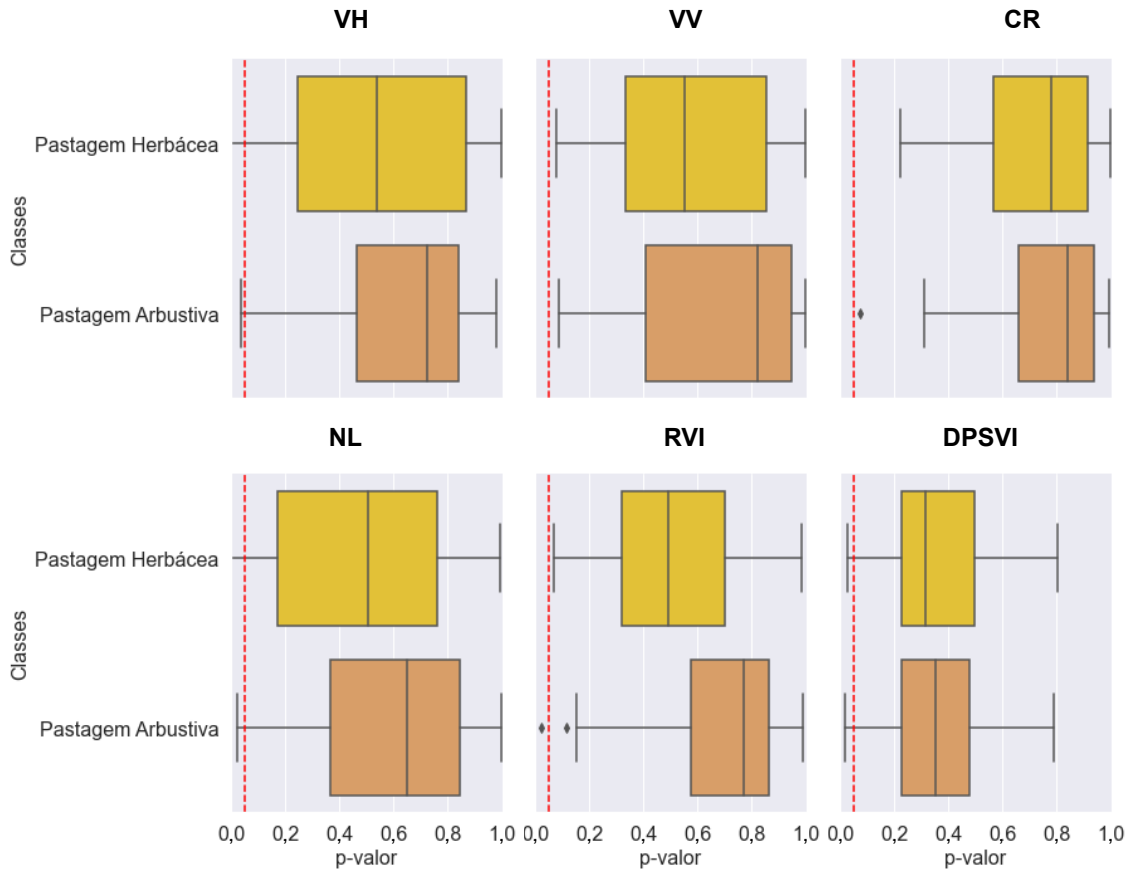 VH VV CR
Pastagem Herbácea
Pastagem Arbustiva
Classes
NL RVI DPSVI
Pastagem Herbácea
Pastagem Arbustiva
Classes
0,0 0,2 0,4 0,6 0,8 1,0 0,0 0,2 0,4 0,6 0,8 1,0 0,0 0,2 0,4 0,6 0,8 1,0
p-valor p-valor p-valor